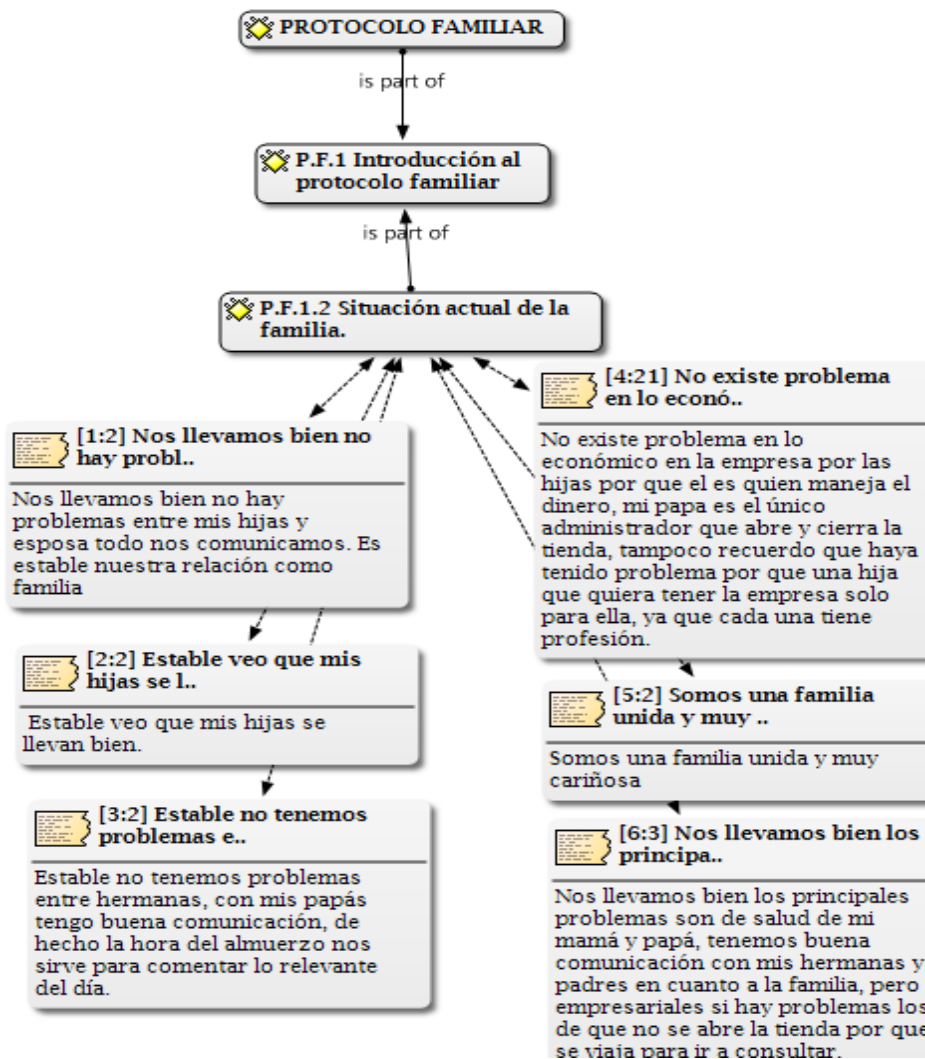 PROTOCOLO FAMILIAR
is part of
P.F.1 Introducción al
protocolo familiar
is part of
P.F.1.2 Situación actual de la
familia.
[1:2] Nos llevamos bien no
hay probl..
Nos llevamos bien no hay
problemas entre mis hijas y
esposa todo nos comunicamos. Es
estable nuestra relación como
familia
[2:2] Estable veo que mis
hijas se l..
Estable veo que mis hijas se
llevan bien.
[3:2] Estable no tenemos
problemas e..
Estable no tenemos problemas
entre hermanas, con mis papás
tengo buena comunicación, de
hecho la hora del almuerzo nos
sirve para comentar lo relevante
del día.
[4:21] No existe problema
en lo econó..
No existe problema en lo
económico en la empresa por las
hijas por que el es quien maneja el
dinero, mi papa es el único
administrador que abre y cierra la
tienda, tampoco recuerdo que haya
tenido problema por que una hija
que quiera tener la empresa solo
para ella, ya que cada una tiene
profesión.
[5:2] Somos una familia
unida y muy ..
Somos una familia unida y muy
cariñosa
[6:3] Nos llevamos bien los
principa..
Nos llevamos bien los principales
problemas son de salud de mi
mamá y papá, tenemos buena
comunicación con mis hermanas y
padres en cuanto a la familia, pero
empresariales si hay problemas los
de que no se abre la tienda por que
se viaja para ir a consultar.